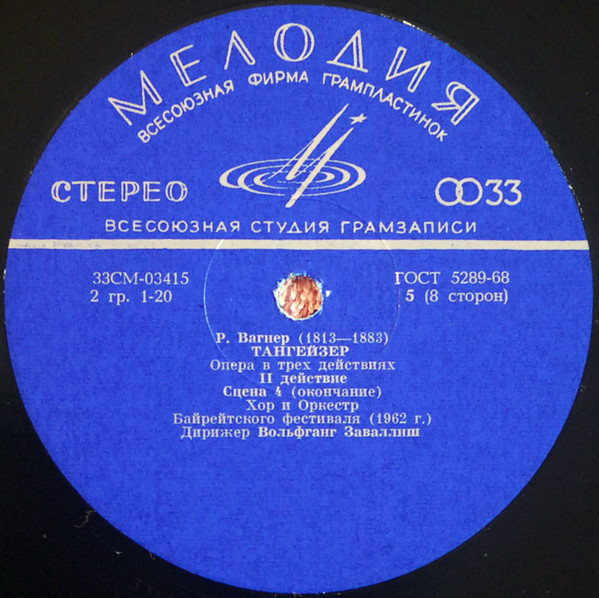 МЕЛОДИЯ
ВСЕСОЮЗНАЯ ФИРМА ГРАМПЛАСТИНОК
СТЕРЕО
33
ВСЕСОЮЗНАЯ СТУДИЯ ГРАМЗАПИСИ
33СМ-03415
ГОСТ 5289-68
2 гр. 1-20
5 (8 сторон)
Р. Вагнер (1813—1883)
ТАНГЕЙЗЕР
Опера в трех действиях
II действие
Сцена 4 (окончание)
Хор и Оркестр
Байрейтского фестиваля (1962 г.)
Дирижер Вольфганг Заваллиш